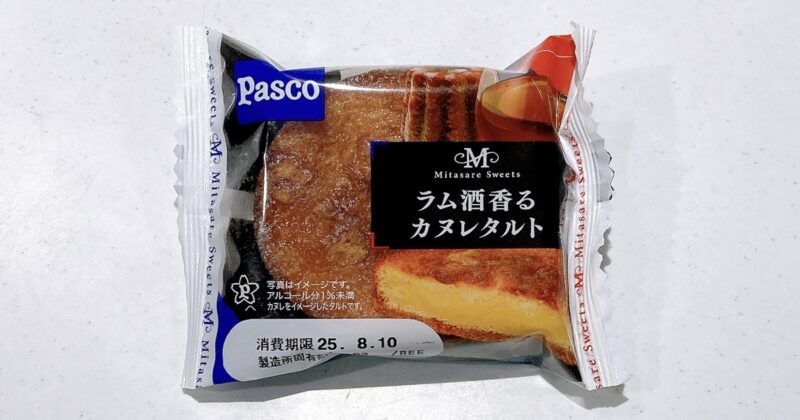 Pasco
M
Mitasare Sweets
ラム酒香る
カヌレタルト
写真はイメージです。
アルコール分1%未満
カヌレをイメージしたタルトです。
消費期限 25. 8.10
製造所固有
/BEE
Mitasare Sweets
Mitasare Sweets